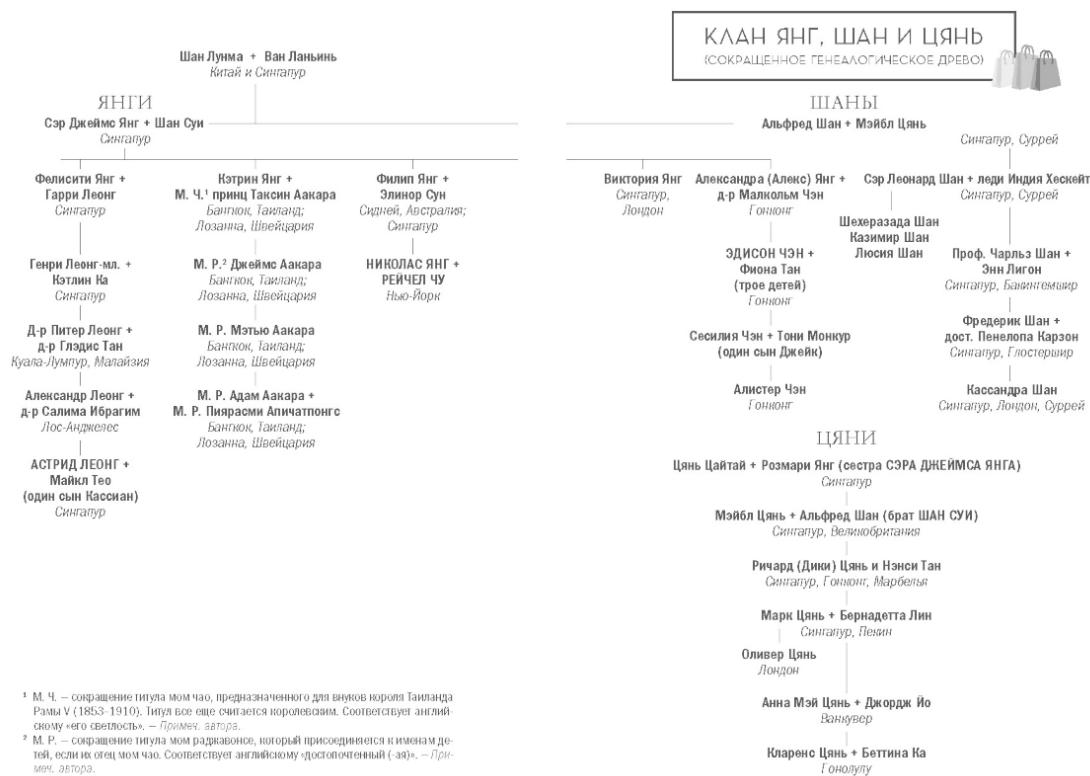 КЛАН ЯНГ, ШАН И ЦЯНЬ
(СОКРАЩЕННОЕ ГЕНЕАЛОГИЧЕСКОЕ ДРЕВО)
Шан Лунма + Ван Ланьинь
Китай и Сингапур
ЯНГИ
Сэр Джеймс Янг + Шан Суи
Сингапур
Фелисити Янг +
Гарри Леонг
Сингапур
Генри Леонг-мл. +
Кэтлин Ка
Сингапур
Д-р Питер Леонг +
д-р Глэдис Тан
Куала-Лумпур, Малайзия
Александр Леонг +
д-р Салима Ибрагим
Лос-Анджелес
АСТРИД ЛЕОНГ +
Майкл Тео
(один сын Кассиан)
Сингапур
Кэтрин Янг +
М. Ч.¹ принц Таксин Аакара
Бангкок, Таиланд;
Лозанна, Швейцария
М. Р.² Джеймс Аакара
Бангкок, Таиланд;
Лозанна, Швейцария
М. Р. Мэтью Аакара
Бангкок, Таиланд;
Лозанна, Швейцария
М. Р. Адам Аакара +
М. Р. Пиярасми Апичатпонгс
Бангкок, Таиланд;
Лозанна, Швейцария
Филип Янг +
Элинор Сун
Сидней, Австралия;
Сингапур
НИКОЛАС ЯНГ +
РЕЙЧЕЛ ЧУ
Нью-Йорк
Виктория Янг
Сингапур,
Лондон
Александра (Алекс) Янг +
д-р Малкольм Чэн
Гонконг
ЭДИСОН ЧЭН +
Фиона Тан
(трое детей)
Гонконг
Сесилия Чэн + Тони Монкур
(один сын Джейк)
Алистер Чэн
Гонконг
ШАНЫ
Альфред Шан + Мэйбл Цянь
Сингапур, Суррей
Сэр Леонард Шан + леди Индия Хескейт
Сингапур, Суррей
Шехеразада Шан
Казимир Шан
Люсия Шан
Проф. Чарльз Шан +
Энн Лигон
Сингапур, Бакингемшир
Фредерик Шан +
дост. Пенелопа Карзон
Сингапур, Глостершир
Кассандра Шан
Сингапур, Лондон, Суррей
ЦЯНИ
Цянь Цайтай + Розмари Янг (сестра СЭРА ДЖЕЙМСА ЯНГА)
Сингапур
Мэйбл Цянь + Альфред Шан (брат ШАН СУИ)
Сингапур, Великобритания
Ричард (Дики) Цянь и Нэнси Тан
Сингапур, Гонконг, Марбелья
Марк Цянь + Бернадетта Лин
Сингапур, Пекин
Оливер Цянь
Лондон
Анна Мэй Цянь + Джордж Йо
Ванкувер
Кларенс Цянь + Беттина Ка
Гонолулу
¹ М. Ч. — сокращение титула мом чао, предназначенного для внуков короля Таиланда
Рамы V (1853–1910). Титул все еще считается королевским. Соответствует англий-
скому «его светлость». — Примеч. автора.
² М. Р. — сокращение титула мом раджавонсе, который присоединяется к именам де-
тей, если их отец мом чао. Соответствует английскому «достопочтенный (-ая)». — При-
меч. автора.